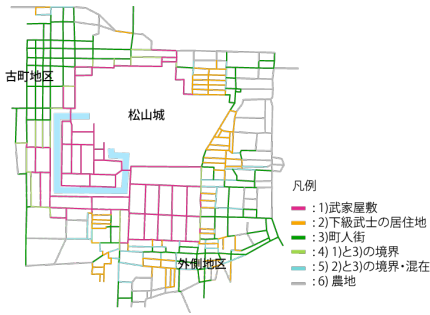 古町地区
松山城
外側地区
凡例
: 1)武家屋敷
: 2)下級武士の居住地
: 3)町人街
: 4) 1)と3)の境界
: 5) 2)と3)の境界・混在
: 6) 農地